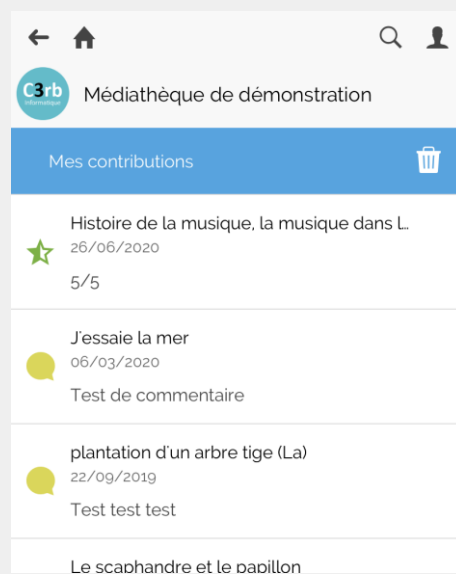 C3rb
Informatique
Médiathèque de démonstration
Mes contributions
Histoire de la musique, la musique dans l...
26/06/2020
5/5
J'essaie la mer
06/03/2020
Test de commentaire
plantation d'un arbre tige (La)
22/09/2019
Test test test
Le scaphandre et le papillon